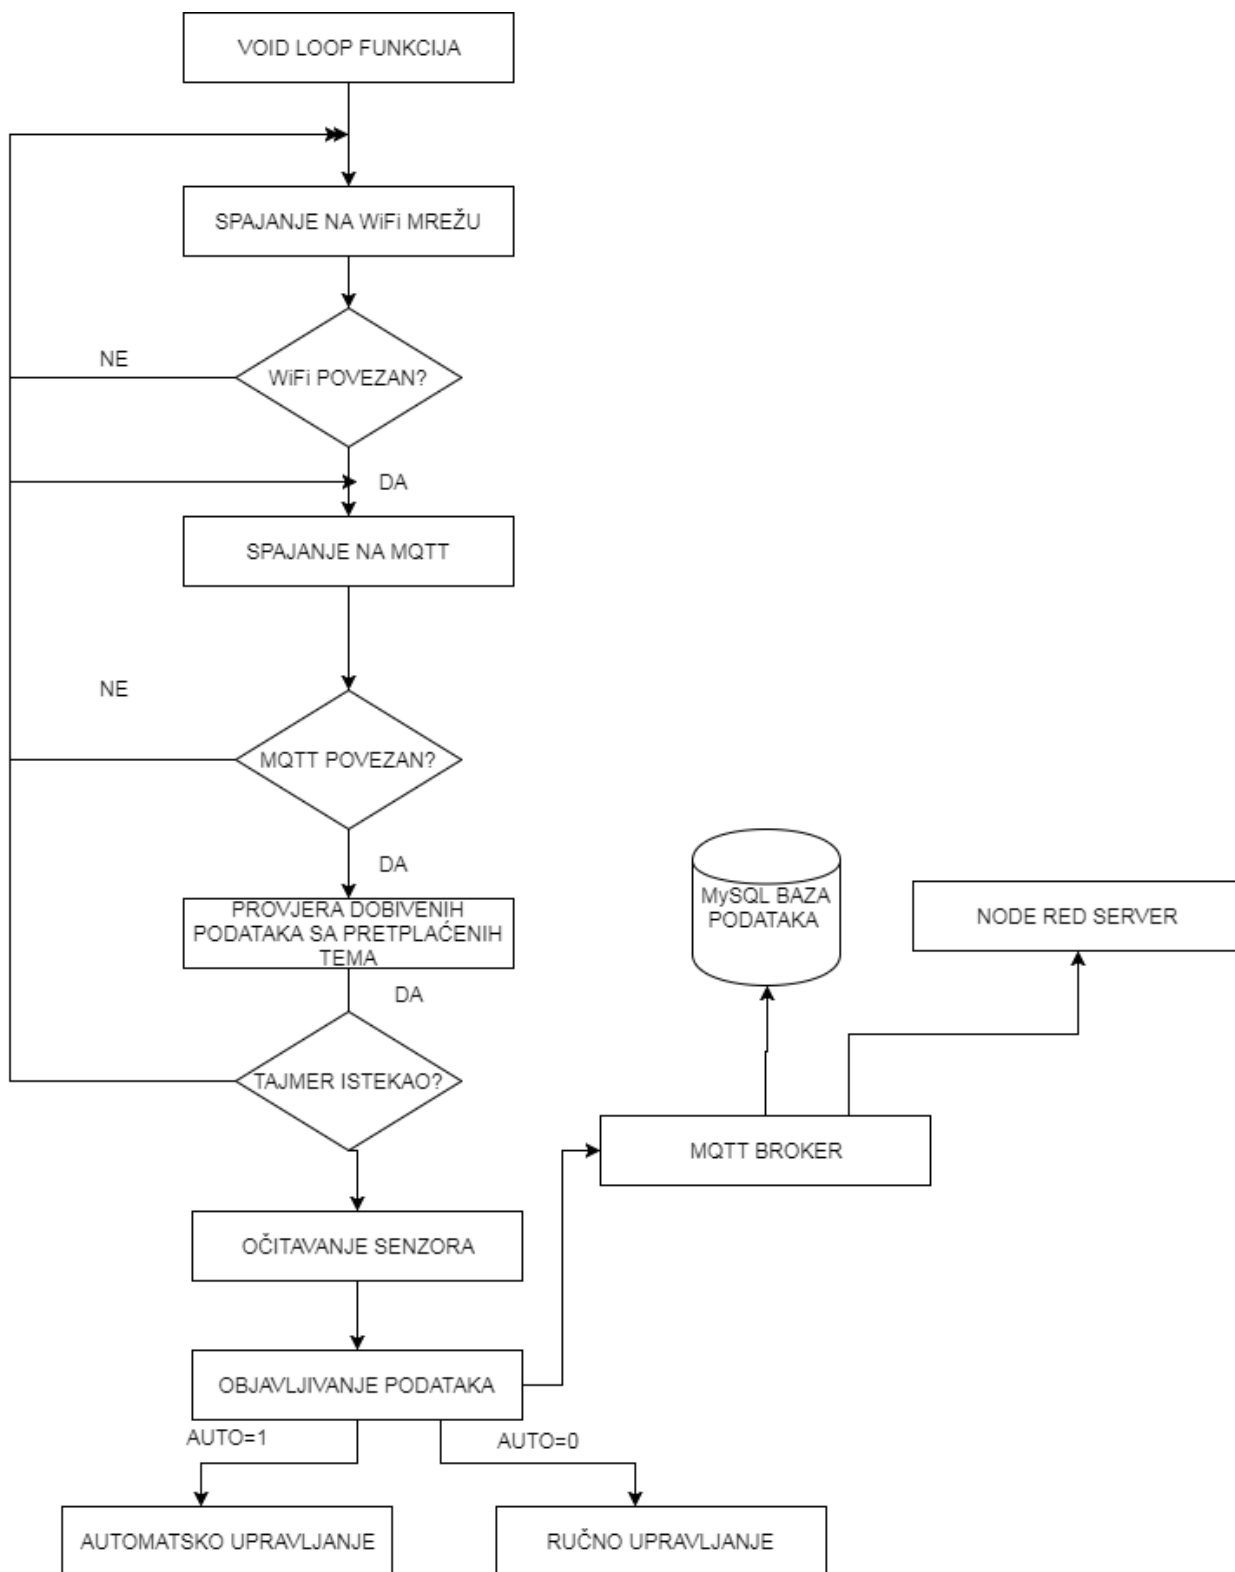 VOID LOOP FUNKCIJA
SPAJANJE NA WiFi MREŽU
NE
WiFi POVEZAN?
DA
SPAJANJE NA MQTT
NE
MQTT POVEZAN?
DA
PROVJERA DOBIVENIH
PODATAKA SA PRETPLAĆENIH
TEMA
DA
TAJMER ISTEKAO?
MySQL BAZA
PODATAKA
NODE RED SERVER
MQTT BROKER
OČITAVANJE SENZORA
OBJAVLJIVANJE PODATAKA
AUTO=1
AUTO=0
AUTOMATSKO UPRAVLJANJE
RUČNO UPRAVLJANJE